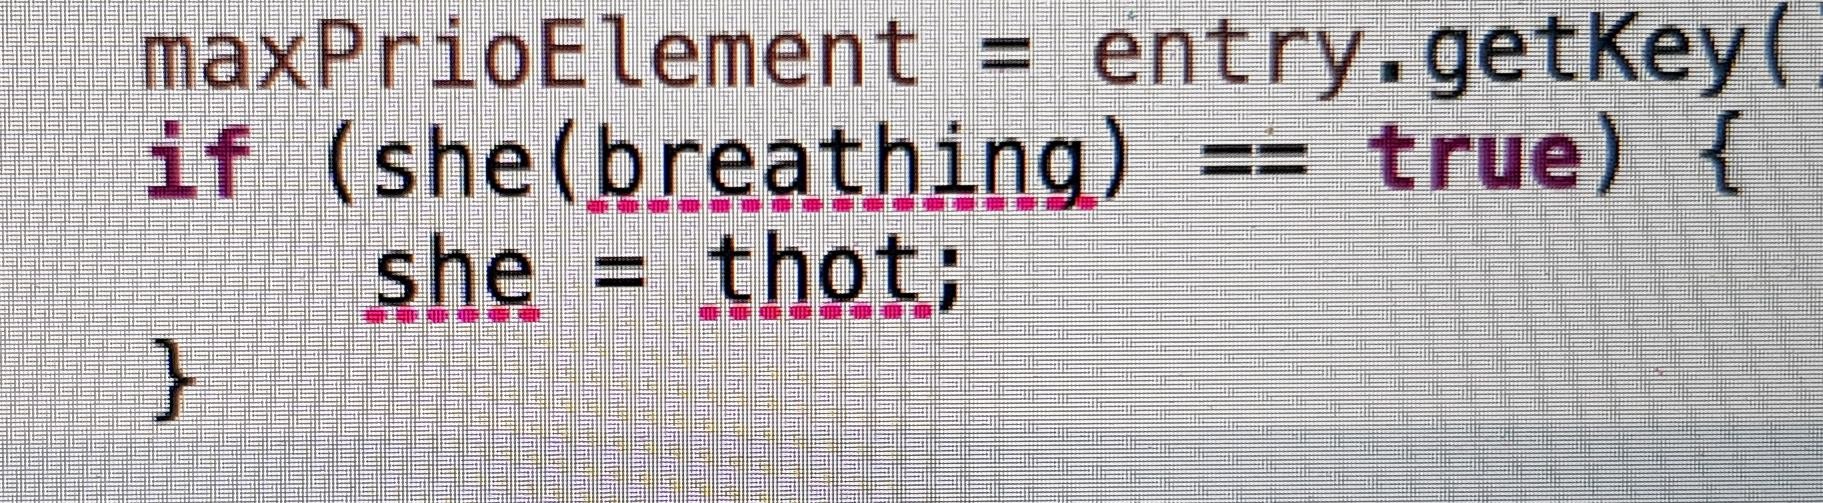 maxPrioElement = entry.getKey(
if (she(breathing) == true) {
she = thot;
}